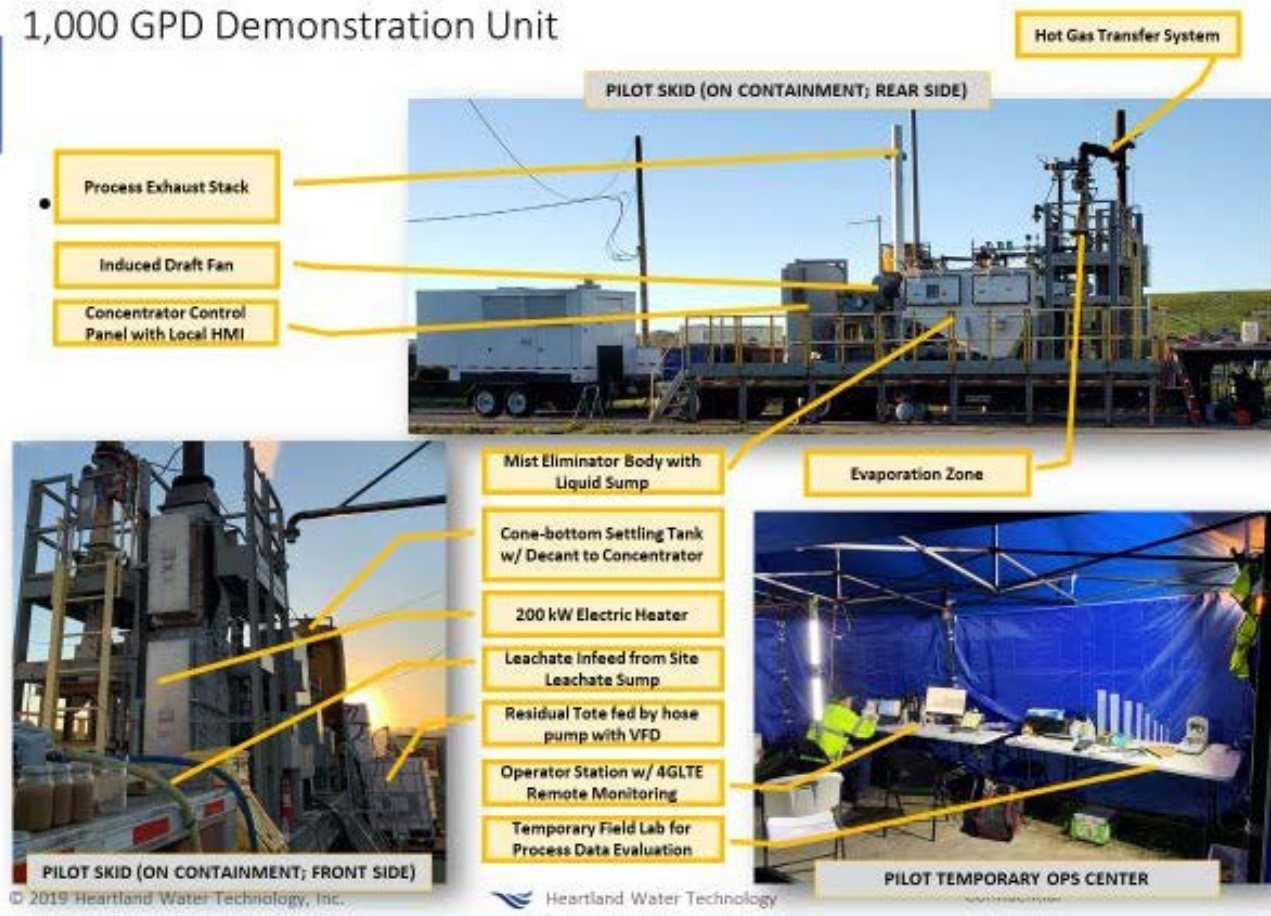 1,000 GPD Demonstration Unit
Hot Gas Transfer System
PILOT SKID (ON CONTAINMENT; REAR SIDE)
Process Exhaust Stack
Induced Draft Fan
Concentrator Control
Panel with Local HMI
Mist Eliminator Body with
Liquid Sump
Evaporation Zone
Cone-bottom Settling Tank
w/ Decant to Concentrator
200 kW Electric Heater
Leachate Infeed from Site
Leachate Sump
Residual Tote fed by hose
pump with VFD
Operator Station w/ 4GLTE
Remote Monitoring
Temporary Field Lab for
Process Data Evaluation
PILOT SKID (ON CONTAINMENT; FRONT SIDE)
PILOT TEMPORARY OPS CENTER
© 2019 Heartland Water Technology, Inc.
Heartland Water Technology
Confidential